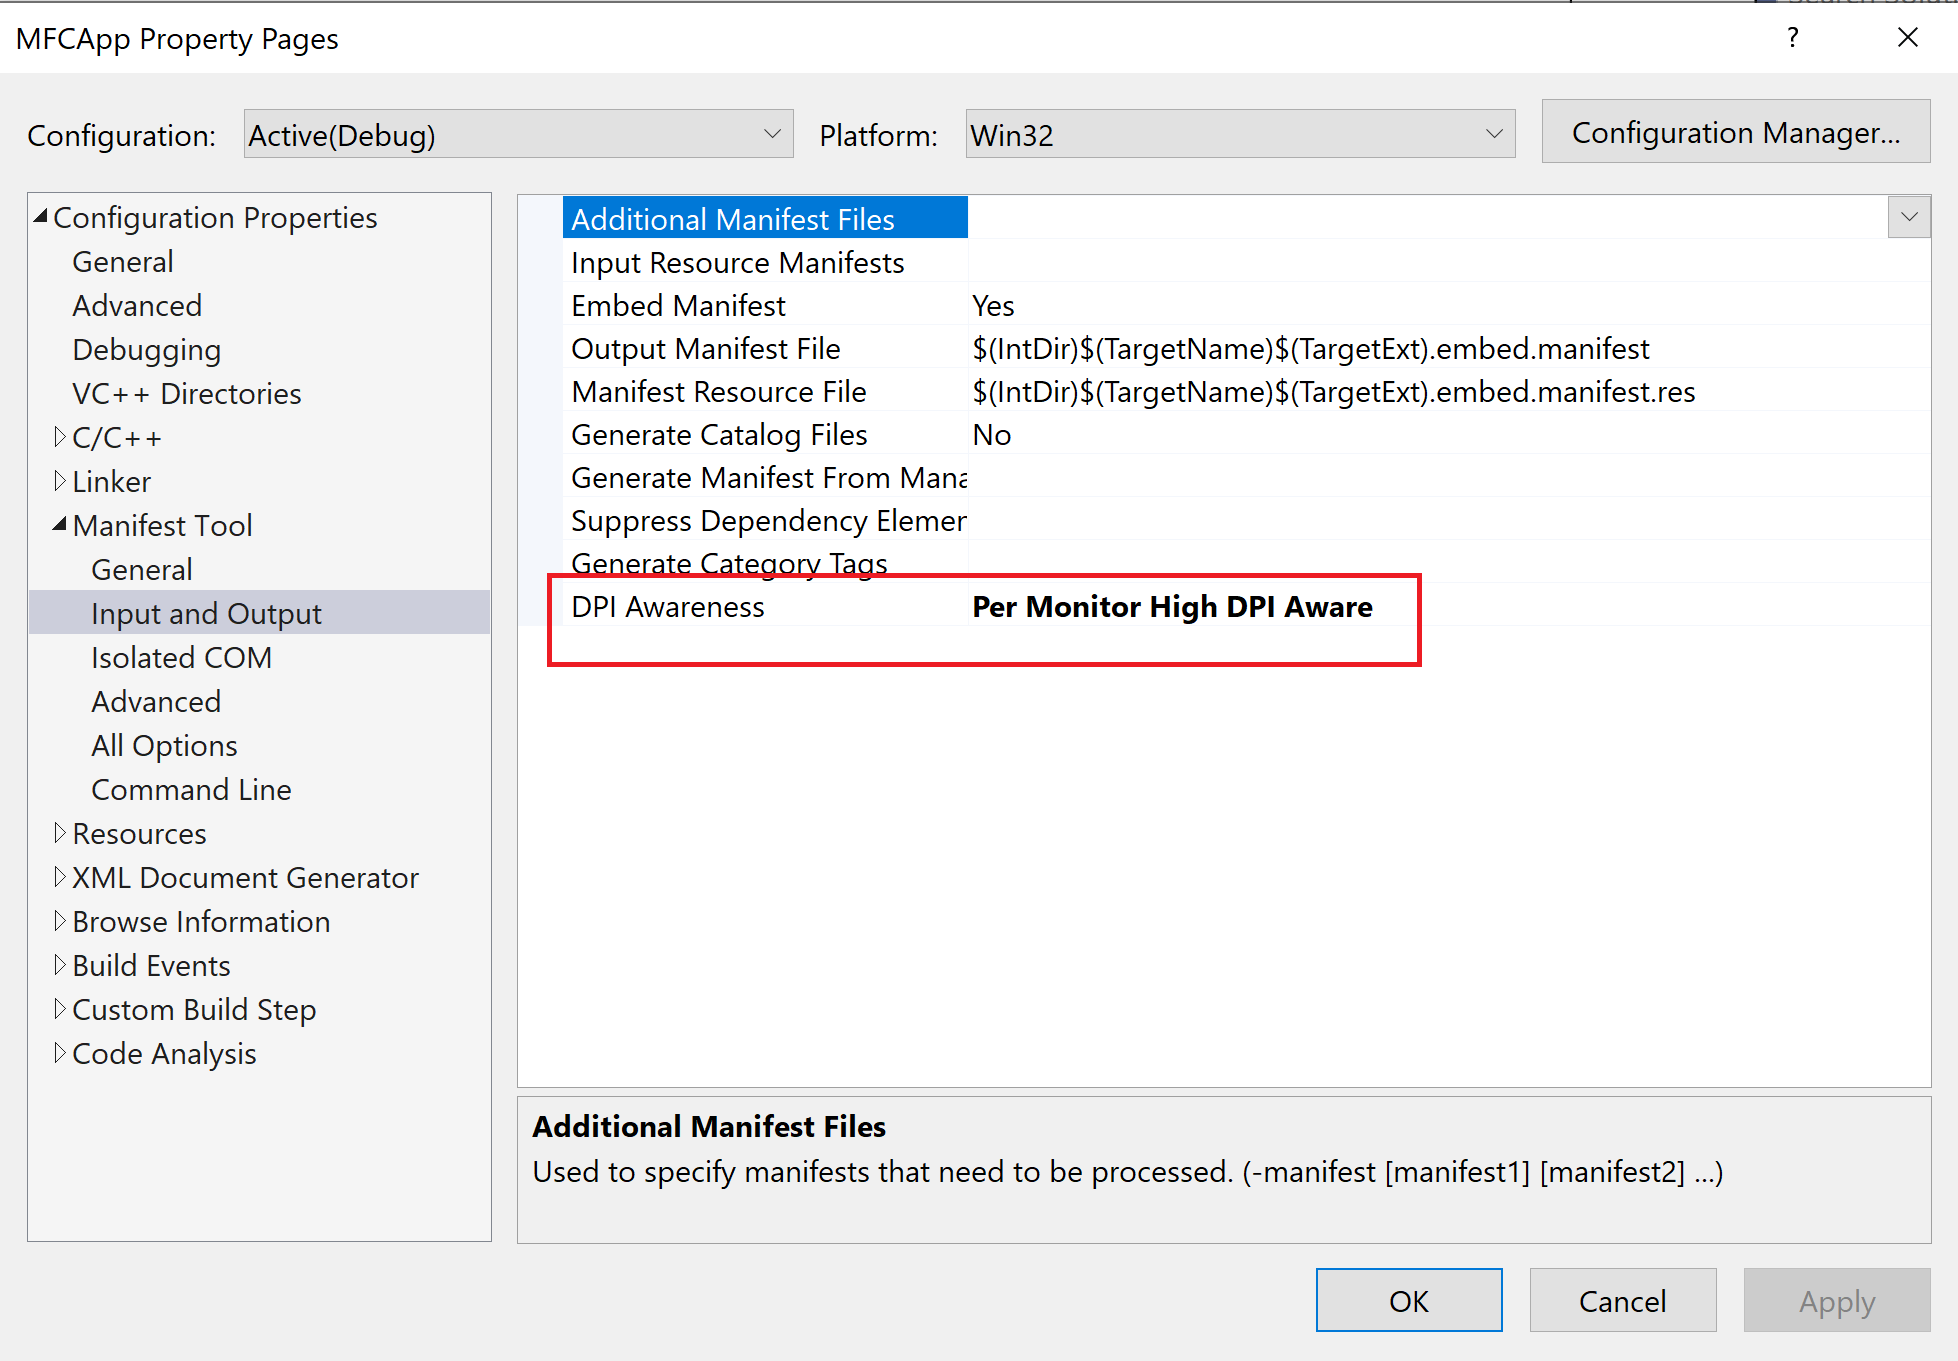 MFCApp Property Pages
?
Configuration: Active(Debug) Platform: Win32 Configuration Manager...
Configuration Properties
General
Advanced
Debugging
VC++ Directories
C/C++
Linker
Manifest Tool
General
Input and Output
Isolated COM
Advanced
All Options
Command Line
Resources
XML Document Generator
Browse Information
Build Events
Custom Build Step
Code Analysis
Additional Manifest Files
Input Resource Manifests
Embed Manifest Yes
Output Manifest File $(IntDir)$(TargetName)$(TargetExt).embed.manifest
Manifest Resource File $(IntDir)$(TargetName)$(TargetExt).embed.manifest.res
Generate Catalog Files No
Generate Manifest From Mana
Suppress Dependency Elemen
Generate Category Tags
DPI Awareness Per Monitor High DPI Aware
Additional Manifest Files
Used to specify manifests that need to be processed. (-manifest [manifest1] [manifest2] ...)
OK Cancel Apply